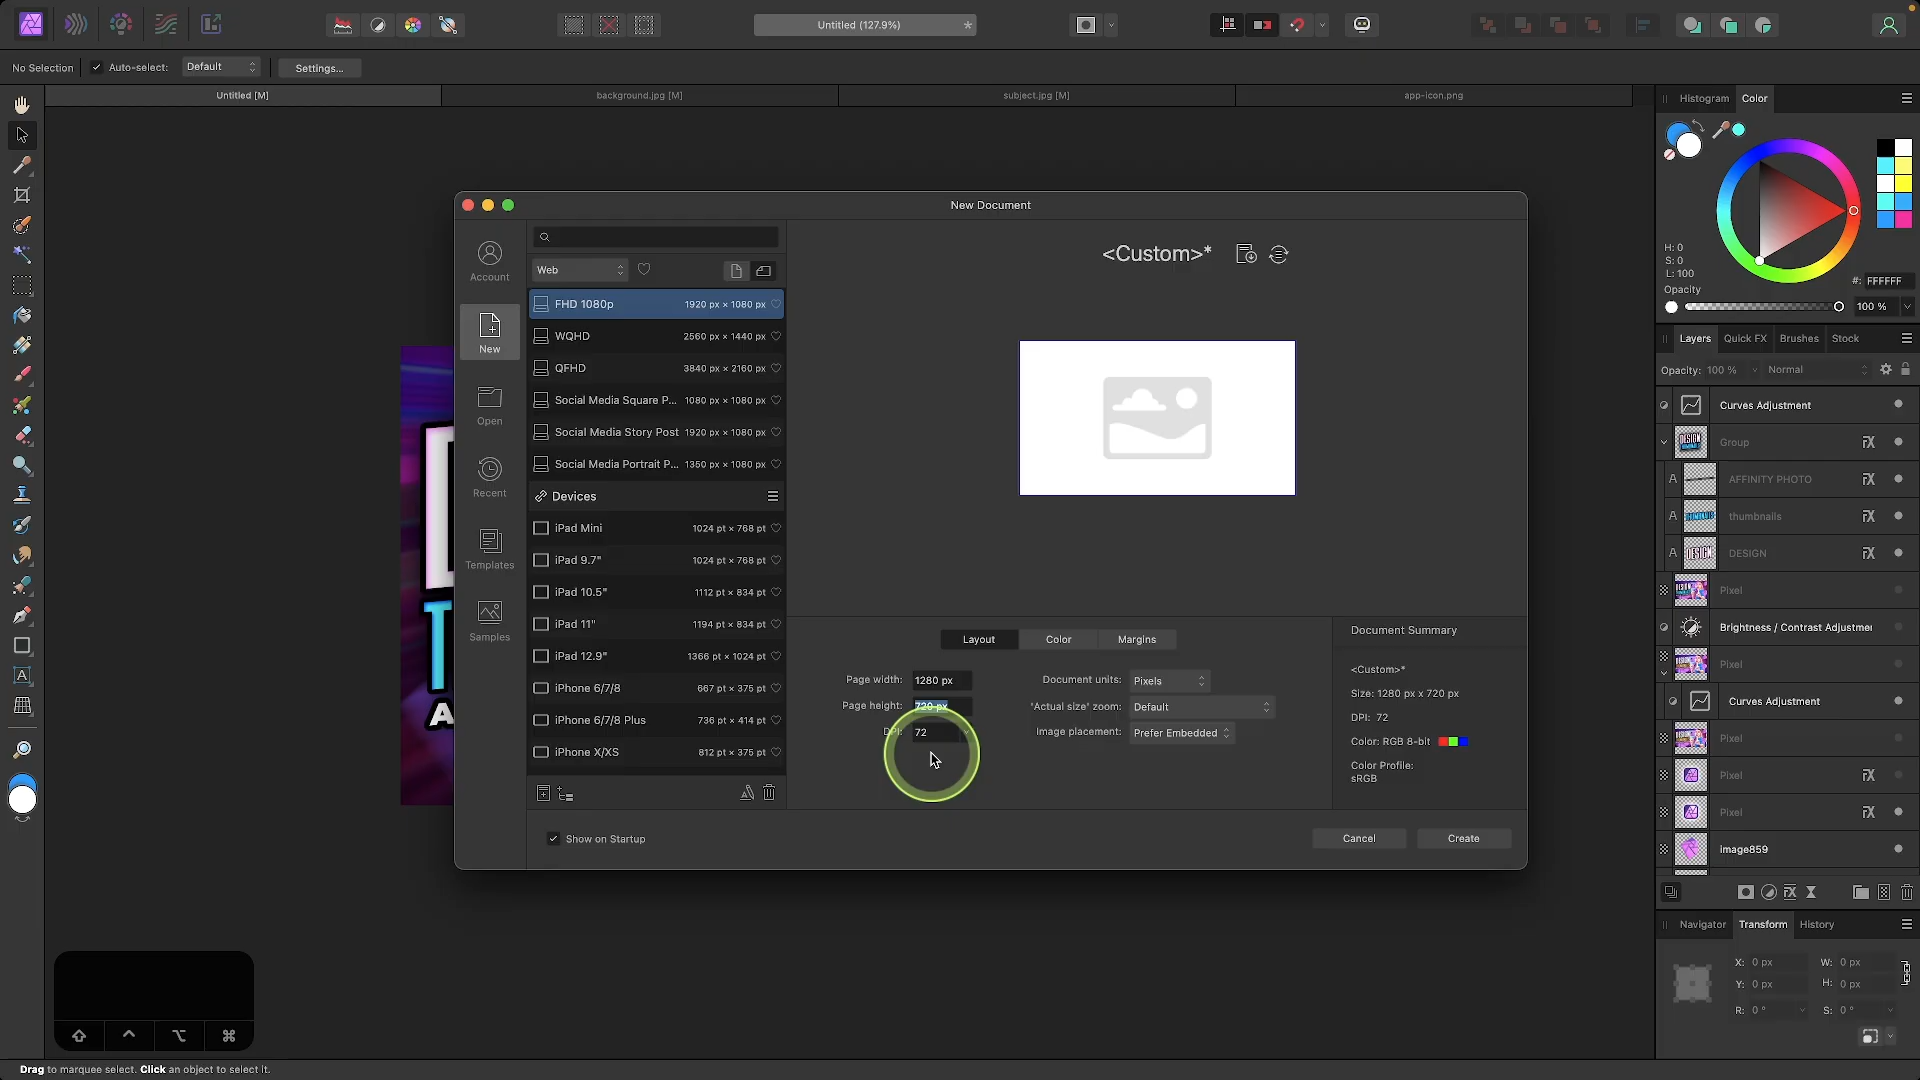 Untitled (127.9%)
*
No Selection
Auto-select:
Default
Settings...
Untitled [M]
background.jpg [M]
subject.jpg [M]
app-icon.png
New Document
Account
New
Open
Recent
Templates
Samples
Web
FHD 1080p 1920 px × 1080 px
WQHD 2560 px × 1440 px
QFHD 3840 px × 2160 px
Social Media Square P... 1080 px × 1080 px
Social Media Story Post 1920 px × 1080 px
Social Media Portrait P... 1350 px × 1080 px
Devices
iPad Mini 1024 pt × 768 pt
iPad 9.7" 1024 pt × 768 pt
iPad 10.5" 1112 pt × 834 pt
iPad 11" 1194 pt × 834 pt
iPad 12.9" 1366 pt × 1024 pt
iPhone 6/7/8 667 pt × 375 pt
iPhone 6/7/8 Plus 736 pt × 414 pt
iPhone X/XS 812 pt × 375 pt
Show on Startup
<Custom>*
Layout
Color
Margins
Page width: 1280 px
Page height: 720 px
DPI: 72
Document units: Pixels
'Actual size' zoom: Default
Image placement: Prefer Embedded
Document Summary
<Custom>*
Size: 1280 px x 720 px
DPI: 72
Color: RGB 8-bit
Color Profile:
sRGB
Cancel
Create
Histogram
Color
H: 0
S: 0
L: 100
#: FFFFFF
Opacity
100 %
Layers
Quick FX
Brushes
Stock
Opacity: 100 %
Normal
Curves Adjustment
Group
AFFINITY PHOTO
thumbnails
DESIGN
Pixel
Brightness / Contrast Adjustmer
Pixel
Curves Adjustment
Pixel
Pixel
Pixel
image859
Navigator
Transform
History
X: 0 px
W: 0 px
Y: 0 px
H: 0 px
R: 0 °
S: 0 °
Drag to marquee select. Click an object to select it.